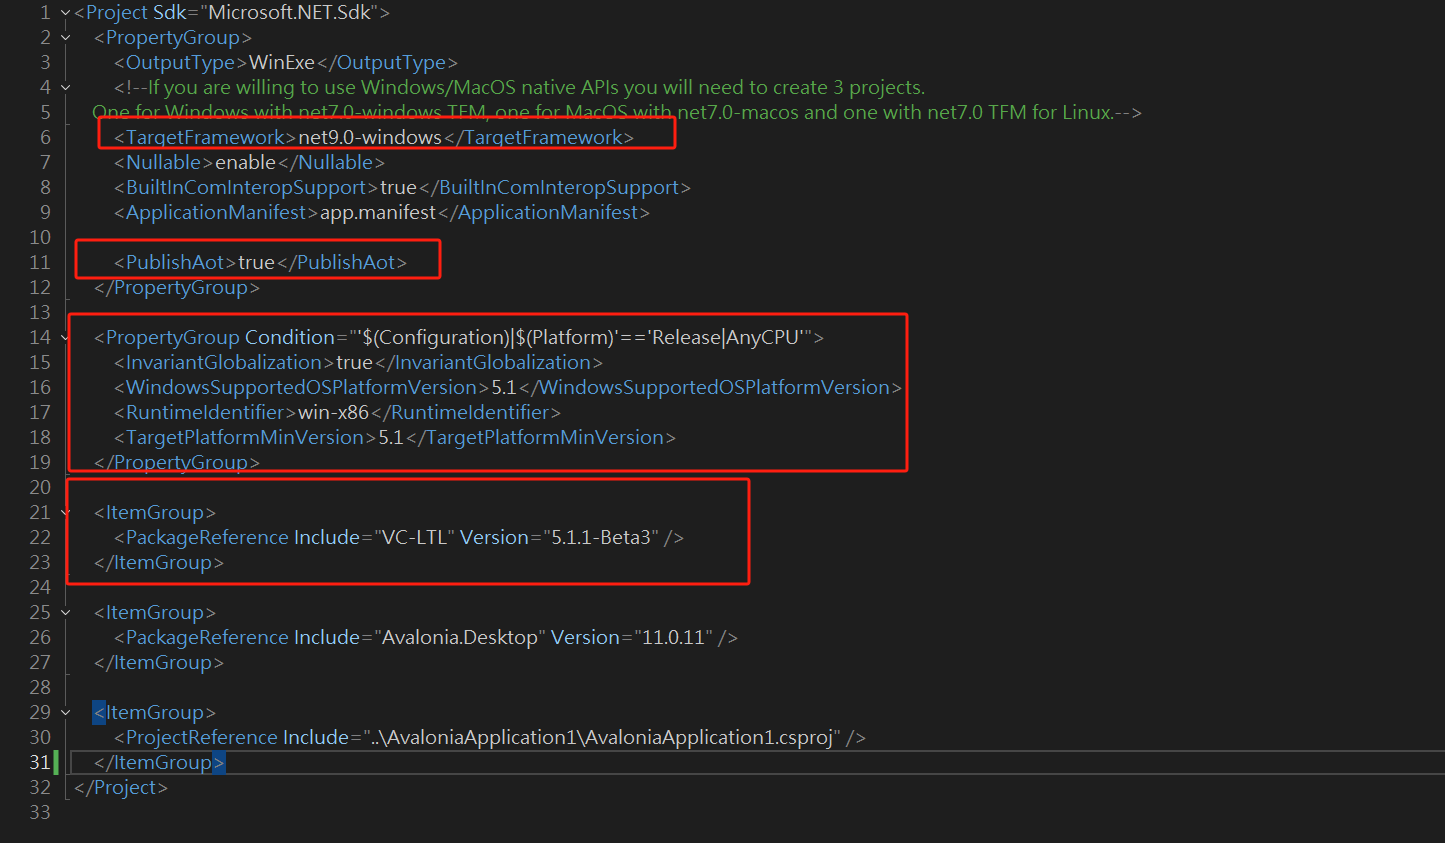 1 <Project Sdk="Microsoft.NET.Sdk">
2 <PropertyGroup>
3 <OutputType>WinExe</OutputType>
4 <!--If you are willing to use Windows/MacOS native APIs you will need to create 3 projects.
5 One for Windows with net7.0-windows TFM, one for MacOS with net7.0-macos and one with net7.0 TFM for Linux.-->
6 <TargetFramework>net9.0-windows</TargetFramework>
7 <Nullable>enable</Nullable>
8 <BuiltInComInteropSupport>true</BuiltInComInteropSupport>
9 <ApplicationManifest>app.manifest</ApplicationManifest>
10
11 <PublishAot>true</PublishAot>
12 </PropertyGroup>
13
14 <PropertyGroup Condition="'$(Configuration)|$(Platform)'=='Release|AnyCPU'">
15 <InvariantGlobalization>true</InvariantGlobalization>
16 <WindowsSupportedOSPlatformVersion>5.1</WindowsSupportedOSPlatformVersion>
17 <RuntimeIdentifier>win-x86</RuntimeIdentifier>
18 <TargetPlatformMinVersion>5.1</TargetPlatformMinVersion>
19 </PropertyGroup>
20
21 <ItemGroup>
22 <PackageReference Include="VC-LTL" Version="5.1.1-Beta3" />
23 </ItemGroup>
24
25 <ItemGroup>
26 <PackageReference Include="Avalonia.Desktop" Version="11.0.11" />
27 </ItemGroup>
28
29 <ItemGroup>
30 <ProjectReference Include="..\AvaloniaApplication1\AvaloniaApplication1.csproj" />
31 </ItemGroup>
32 </Project>
33